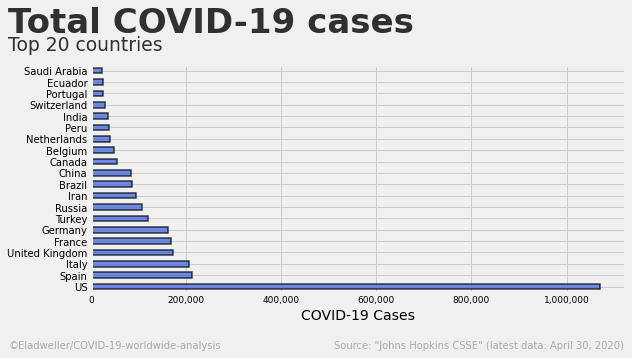 Total COVID-19 cases
Top 20 countries
Saudi Arabia
Ecuador
Portugal
Switzerland
India
Peru
Netherlands
Belgium
Canada
China
Brazil
Iran
Russia
Turkey
Germany
France
United Kingdom
Italy
Spain
US
0 200,000 400,000 600,000 800,000 1,000,000
COVID-19 Cases
©Eladweller/COVID-19-worldwide-analysis Source: "Johns Hopkins CSSE" (latest data: April 30, 2020)